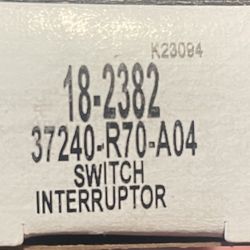 K23094
18-2382
37240-R70-A04
SWITCH
INTERRUPTOR